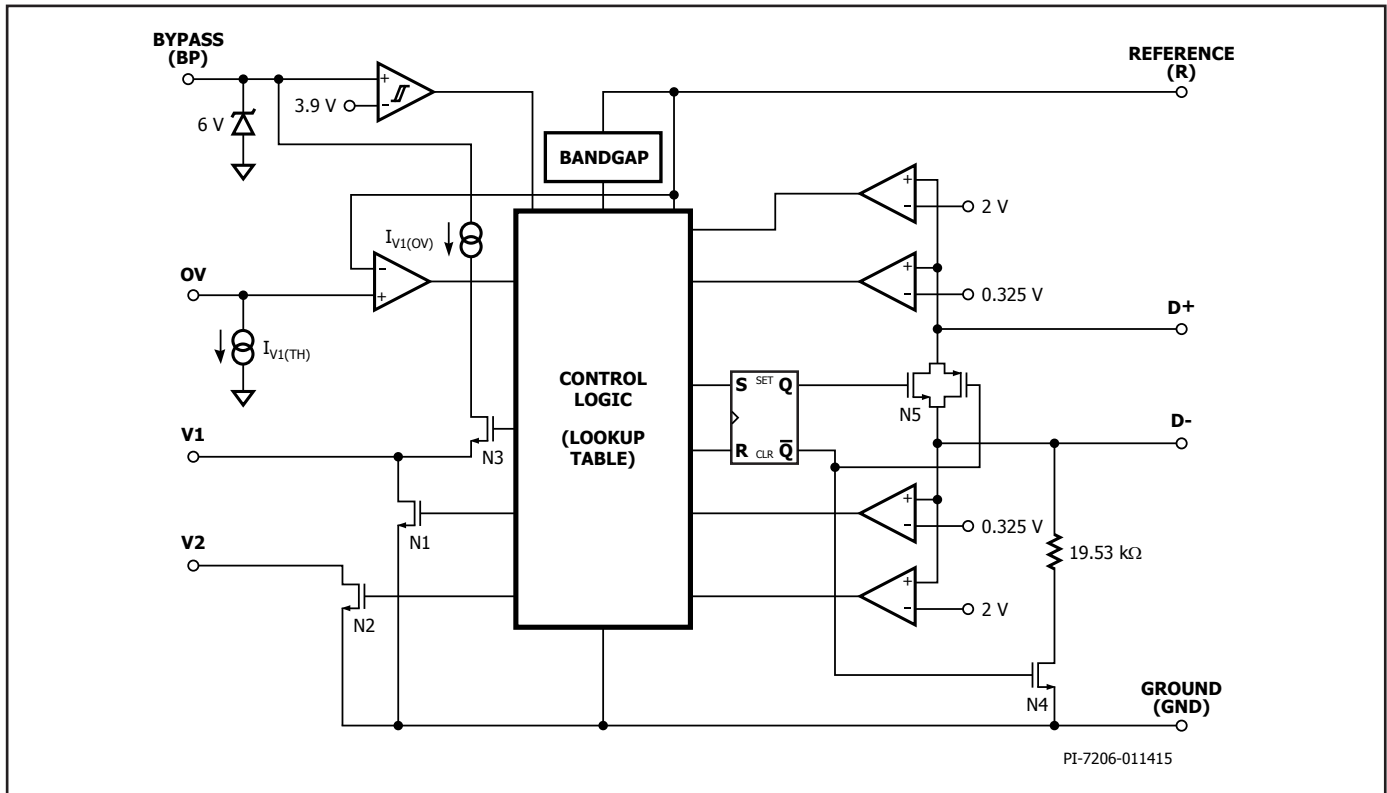 BYPASS
(BP)
REFERENCE
(R)
+
-
3.9 V
6 V
BANDGAP
+
-
2 V
I_V1(OV)
-
+
OV
+
-
0.325 V
D+
I_V1(TH)
CONTROL
LOGIC
(LOOKUP
TABLE)
S SET Q
R CLR Q̅
N5
D-
V1
N3
+
-
0.325 V
N1
19.53 kΩ
V2
+
-
2 V
N2
N4
GROUND
(GND)
PI-7206-011415